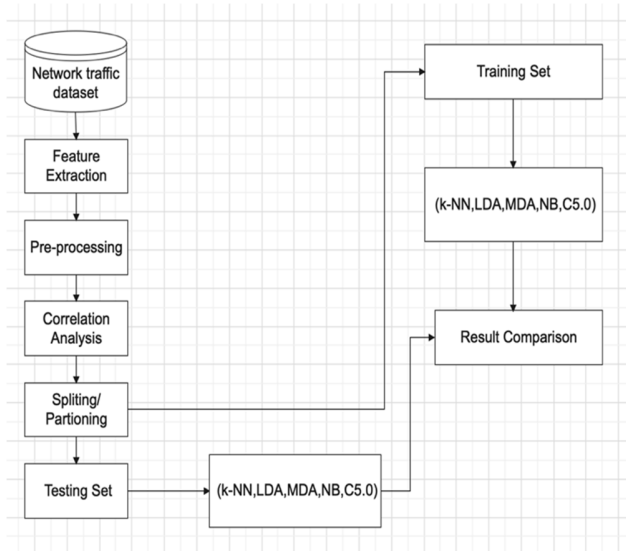 Network traffic
dataset
Feature
Extraction
Pre-processing
Correlation
Analysis
Spliting/
Partioning
Testing Set
(k-NN,LDA,MDA,NB,C5.0)
Training Set
(k-NN,LDA,MDA,NB,C5.0)
Result Comparison